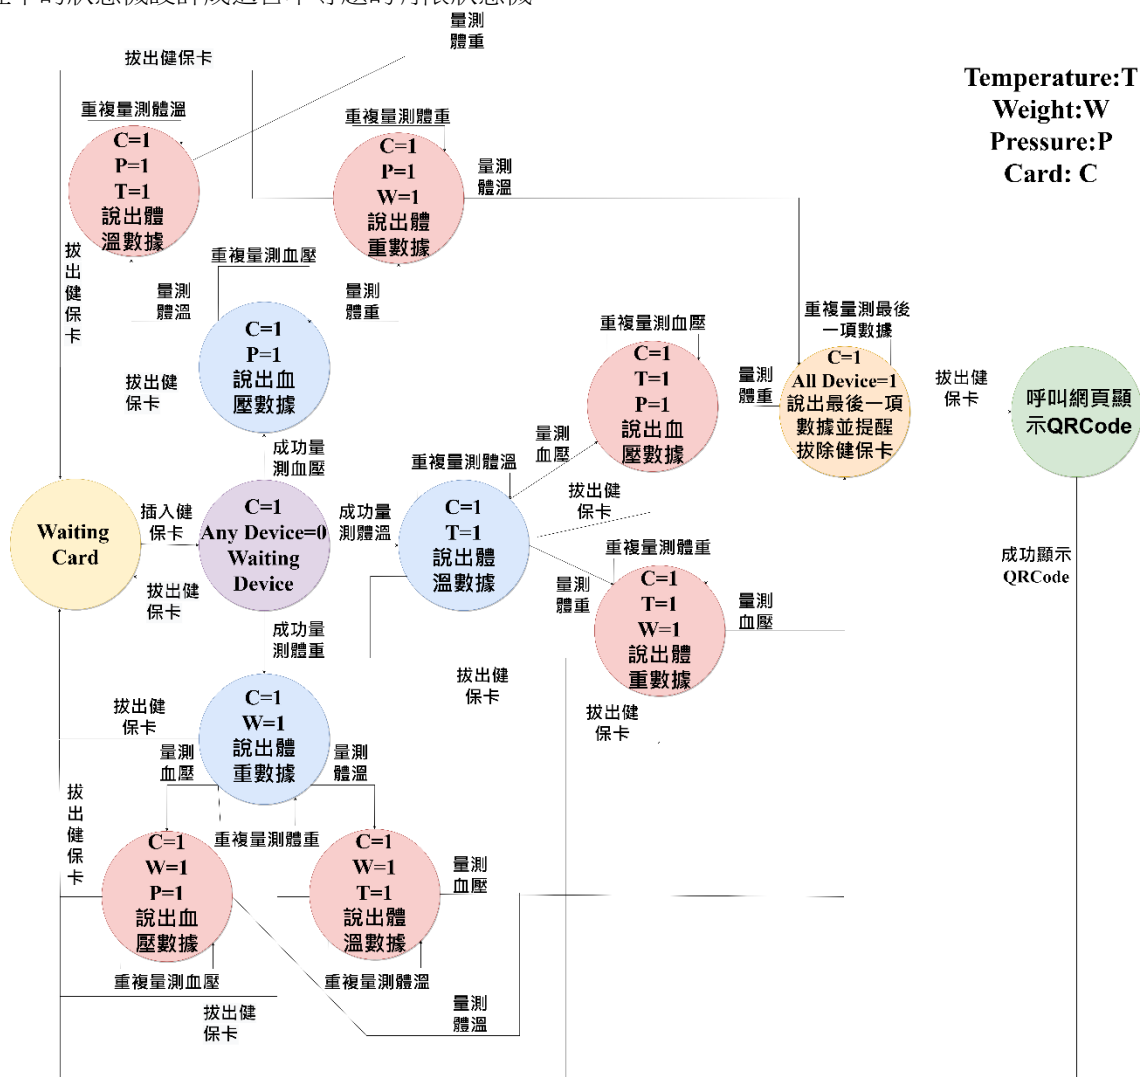 量測
體重
拔出健保卡
Temperature:T
Weight:W
Pressure:P
Card: C
重複量測體溫
C=1
P=1
T=1
說出體
溫數據
重複量測體重
C=1
P=1
W=1
說出體
重數據
量測
體溫
拔
出
健
保
卡
重複量測血壓
量測
體溫
量測
體重
C=1
P=1
說出血
壓數據
拔出健
保卡
成功量
測血壓
重複量測血壓
C=1
T=1
P=1
說出血
壓數據
量測
體重
重複量測最後
一項數據
C=1
All Device=1
說出最後一項
數據並提醒
拔除健保卡
拔出健
保卡
呼叫網頁顯
示QRCode
Waiting
Card
插入健
保卡
拔出健
保卡
C=1
Any Device=0
Waiting
Device
成功量
測體溫
重複量測體溫
C=1
T=1
說出體
溫數據
量測
血壓
拔出健
保卡
量測
體重
重複量測體重
C=1
T=1
W=1
說出體
重數據
量測
血壓
成功顯示
QRCode
成功量
測體重
拔出健
保卡
拔出健
保卡
拔出健
保卡
C=1
W=1
說出體
重數據
量測
血壓
量測
體溫
重複量測體重
拔
出
健
保
卡
C=1
W=1
P=1
說出血
壓數據
C=1
W=1
T=1
說出體
溫數據
量測
血壓
重複量測血壓
重複量測體溫
拔出健
保卡
量測
體溫